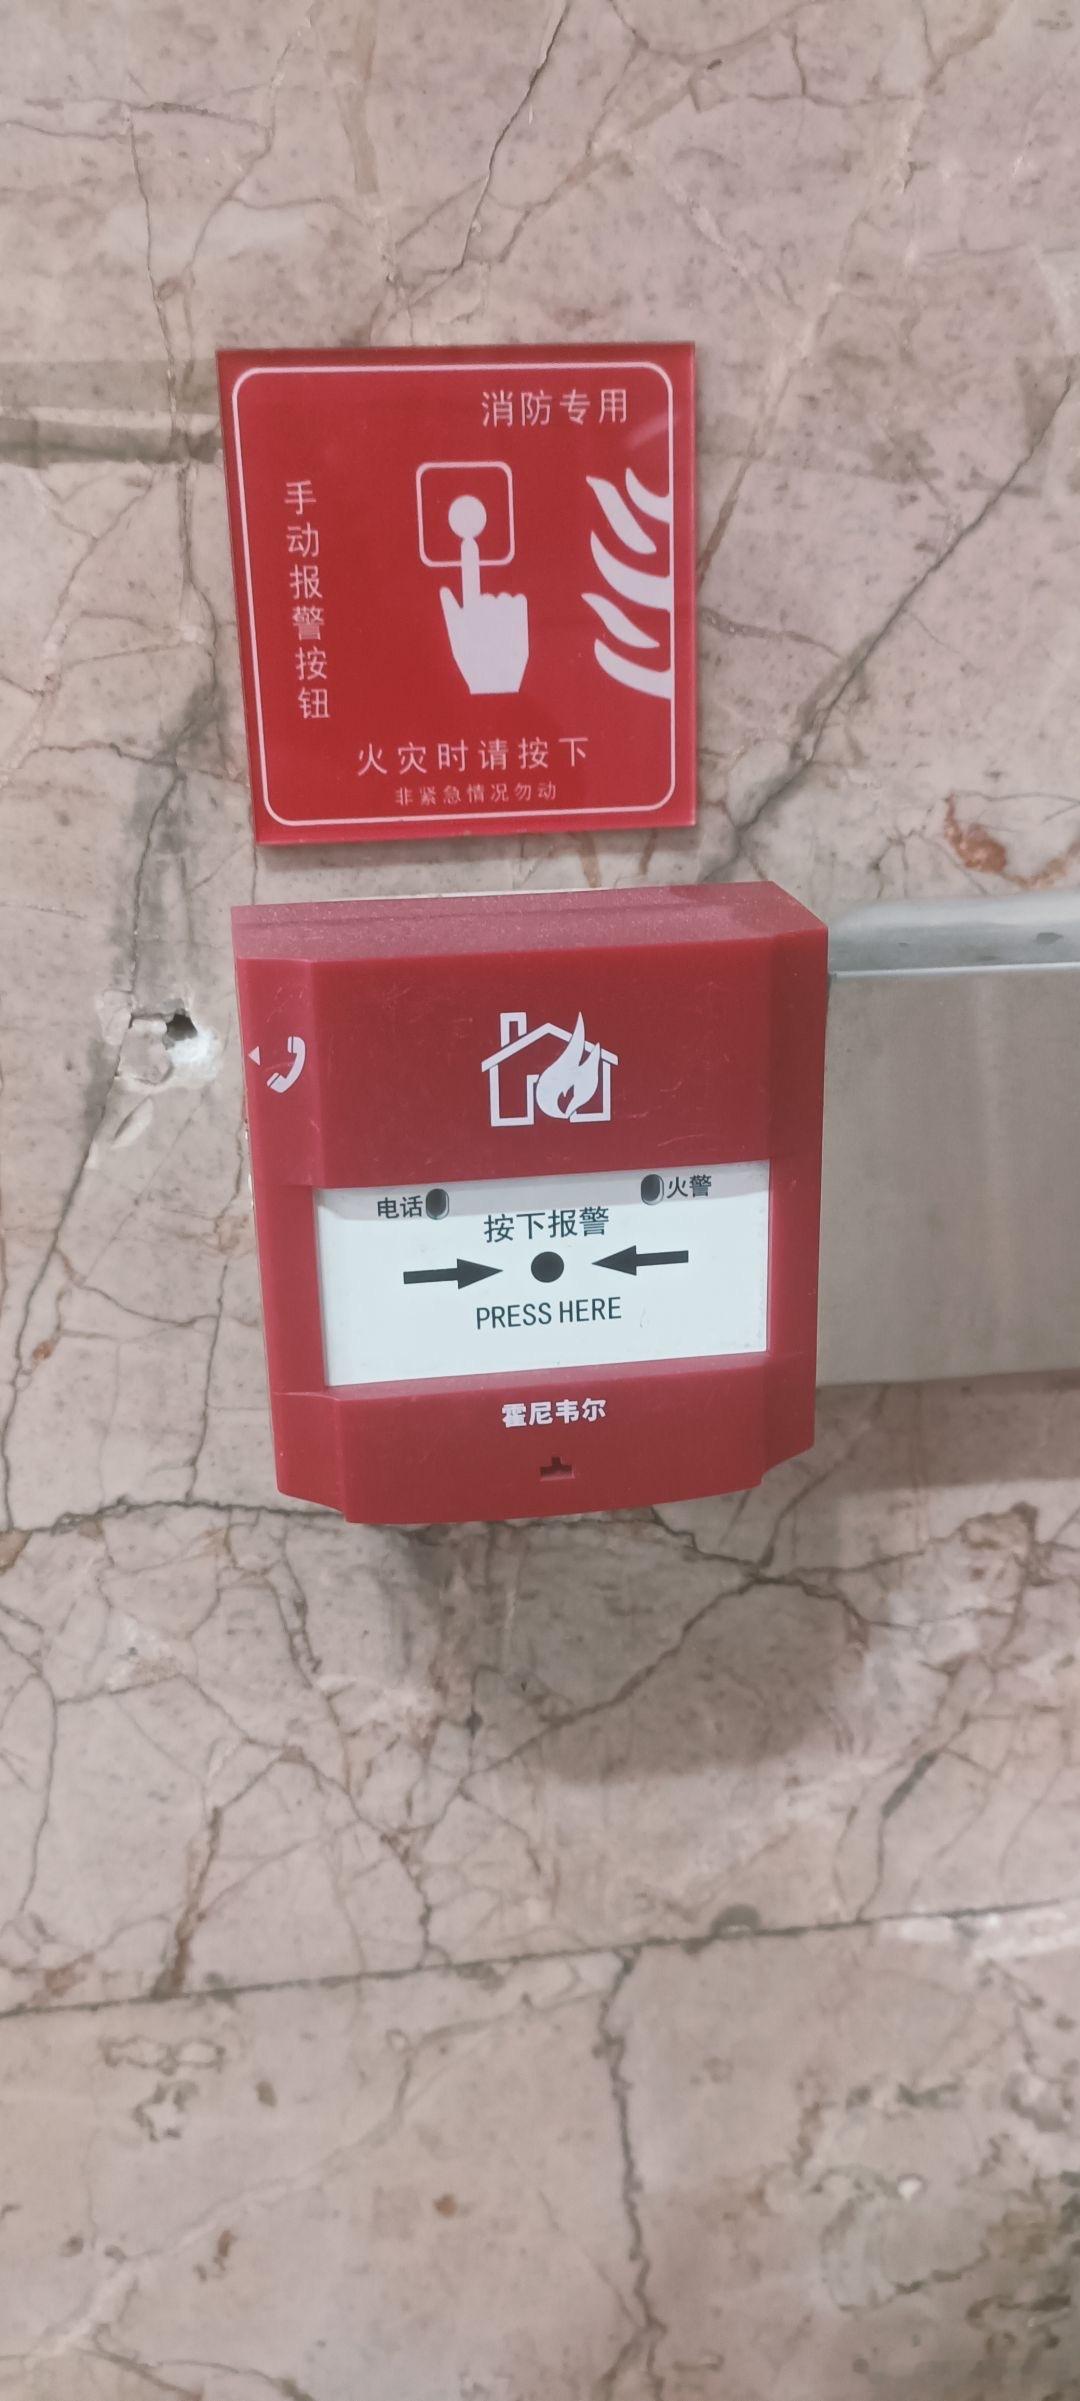 消防专用
手动报警按钮
火灾时请按下
非紧急情况勿动
电话 火警
按下报警
PRESS HERE
霍尼韦尔